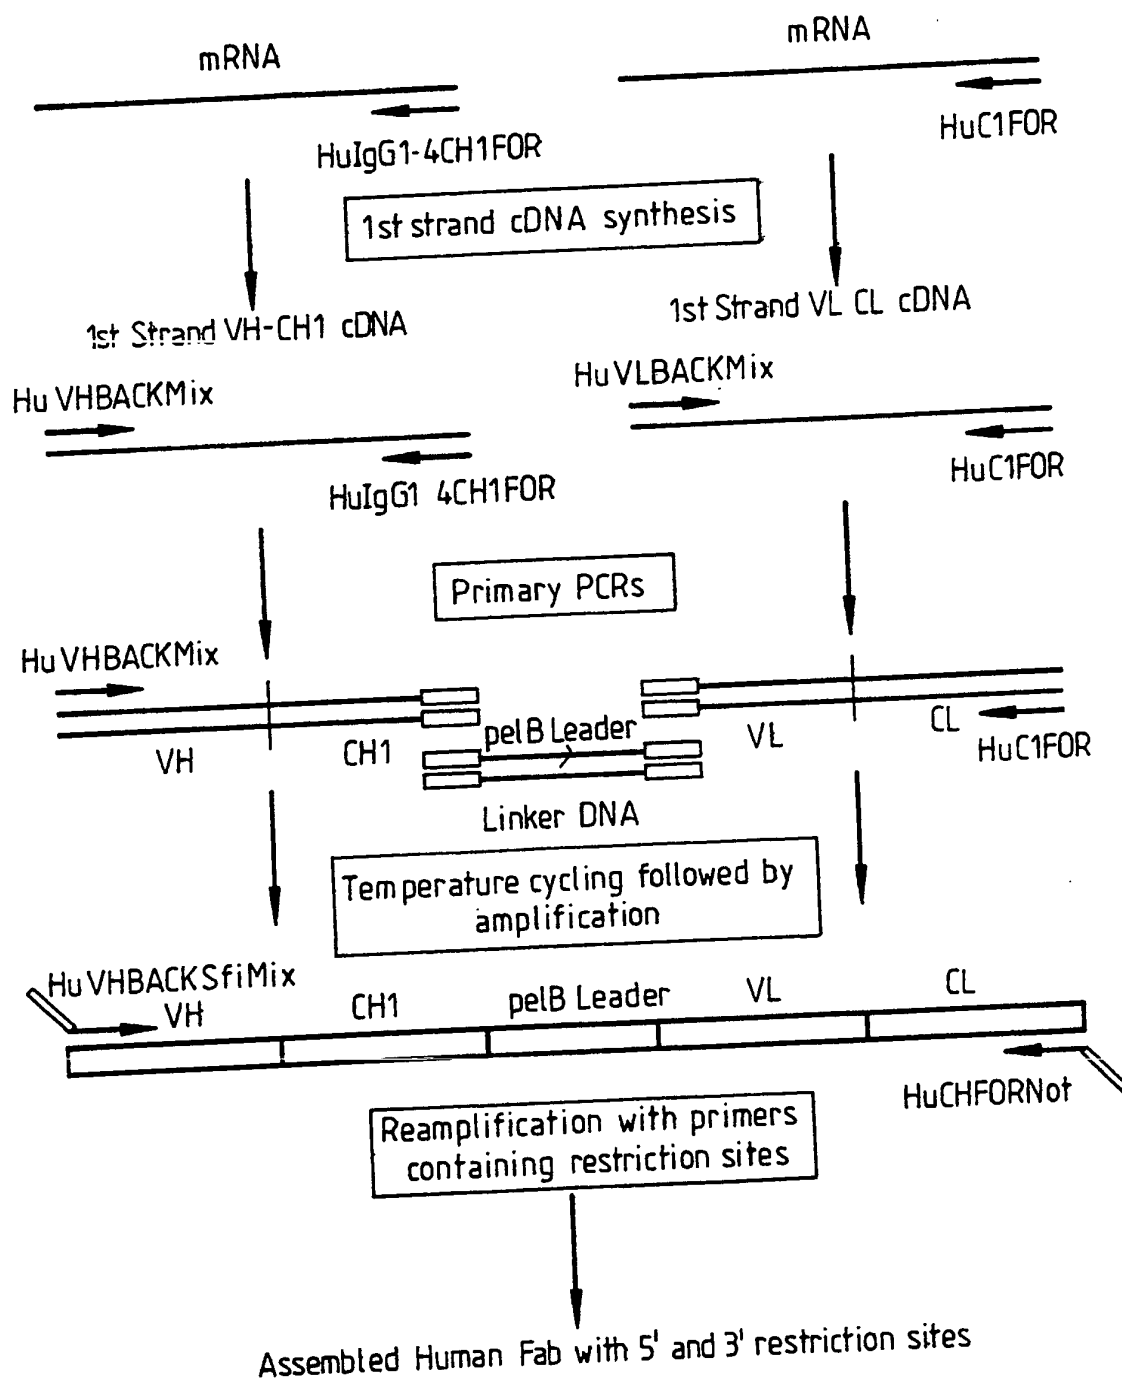 mRNA
mRNA
HuIgG1-4CH1FOR
HuC1FOR
1st strand cDNA synthesis
1st Strand VH-CH1 cDNA
1st Strand VL CL cDNA
Hu VHBACKMix
Hu VLBACKMix
HuIgG1 4CH1FOR
HuC1FOR
Primary PCRs
Hu VHBACKMix
VH
CH1
pelB Leader
VL
CL
HuC1FOR
Linker DNA
Temperature cycling followed by
amplification
Hu VHBACKSfiMix
VH
CH1
pelB Leader
VL
CL
HuCHFORNot
Reamplification with primers
containing restriction sites
Assembled Human Fab with 5' and 3' restriction sites